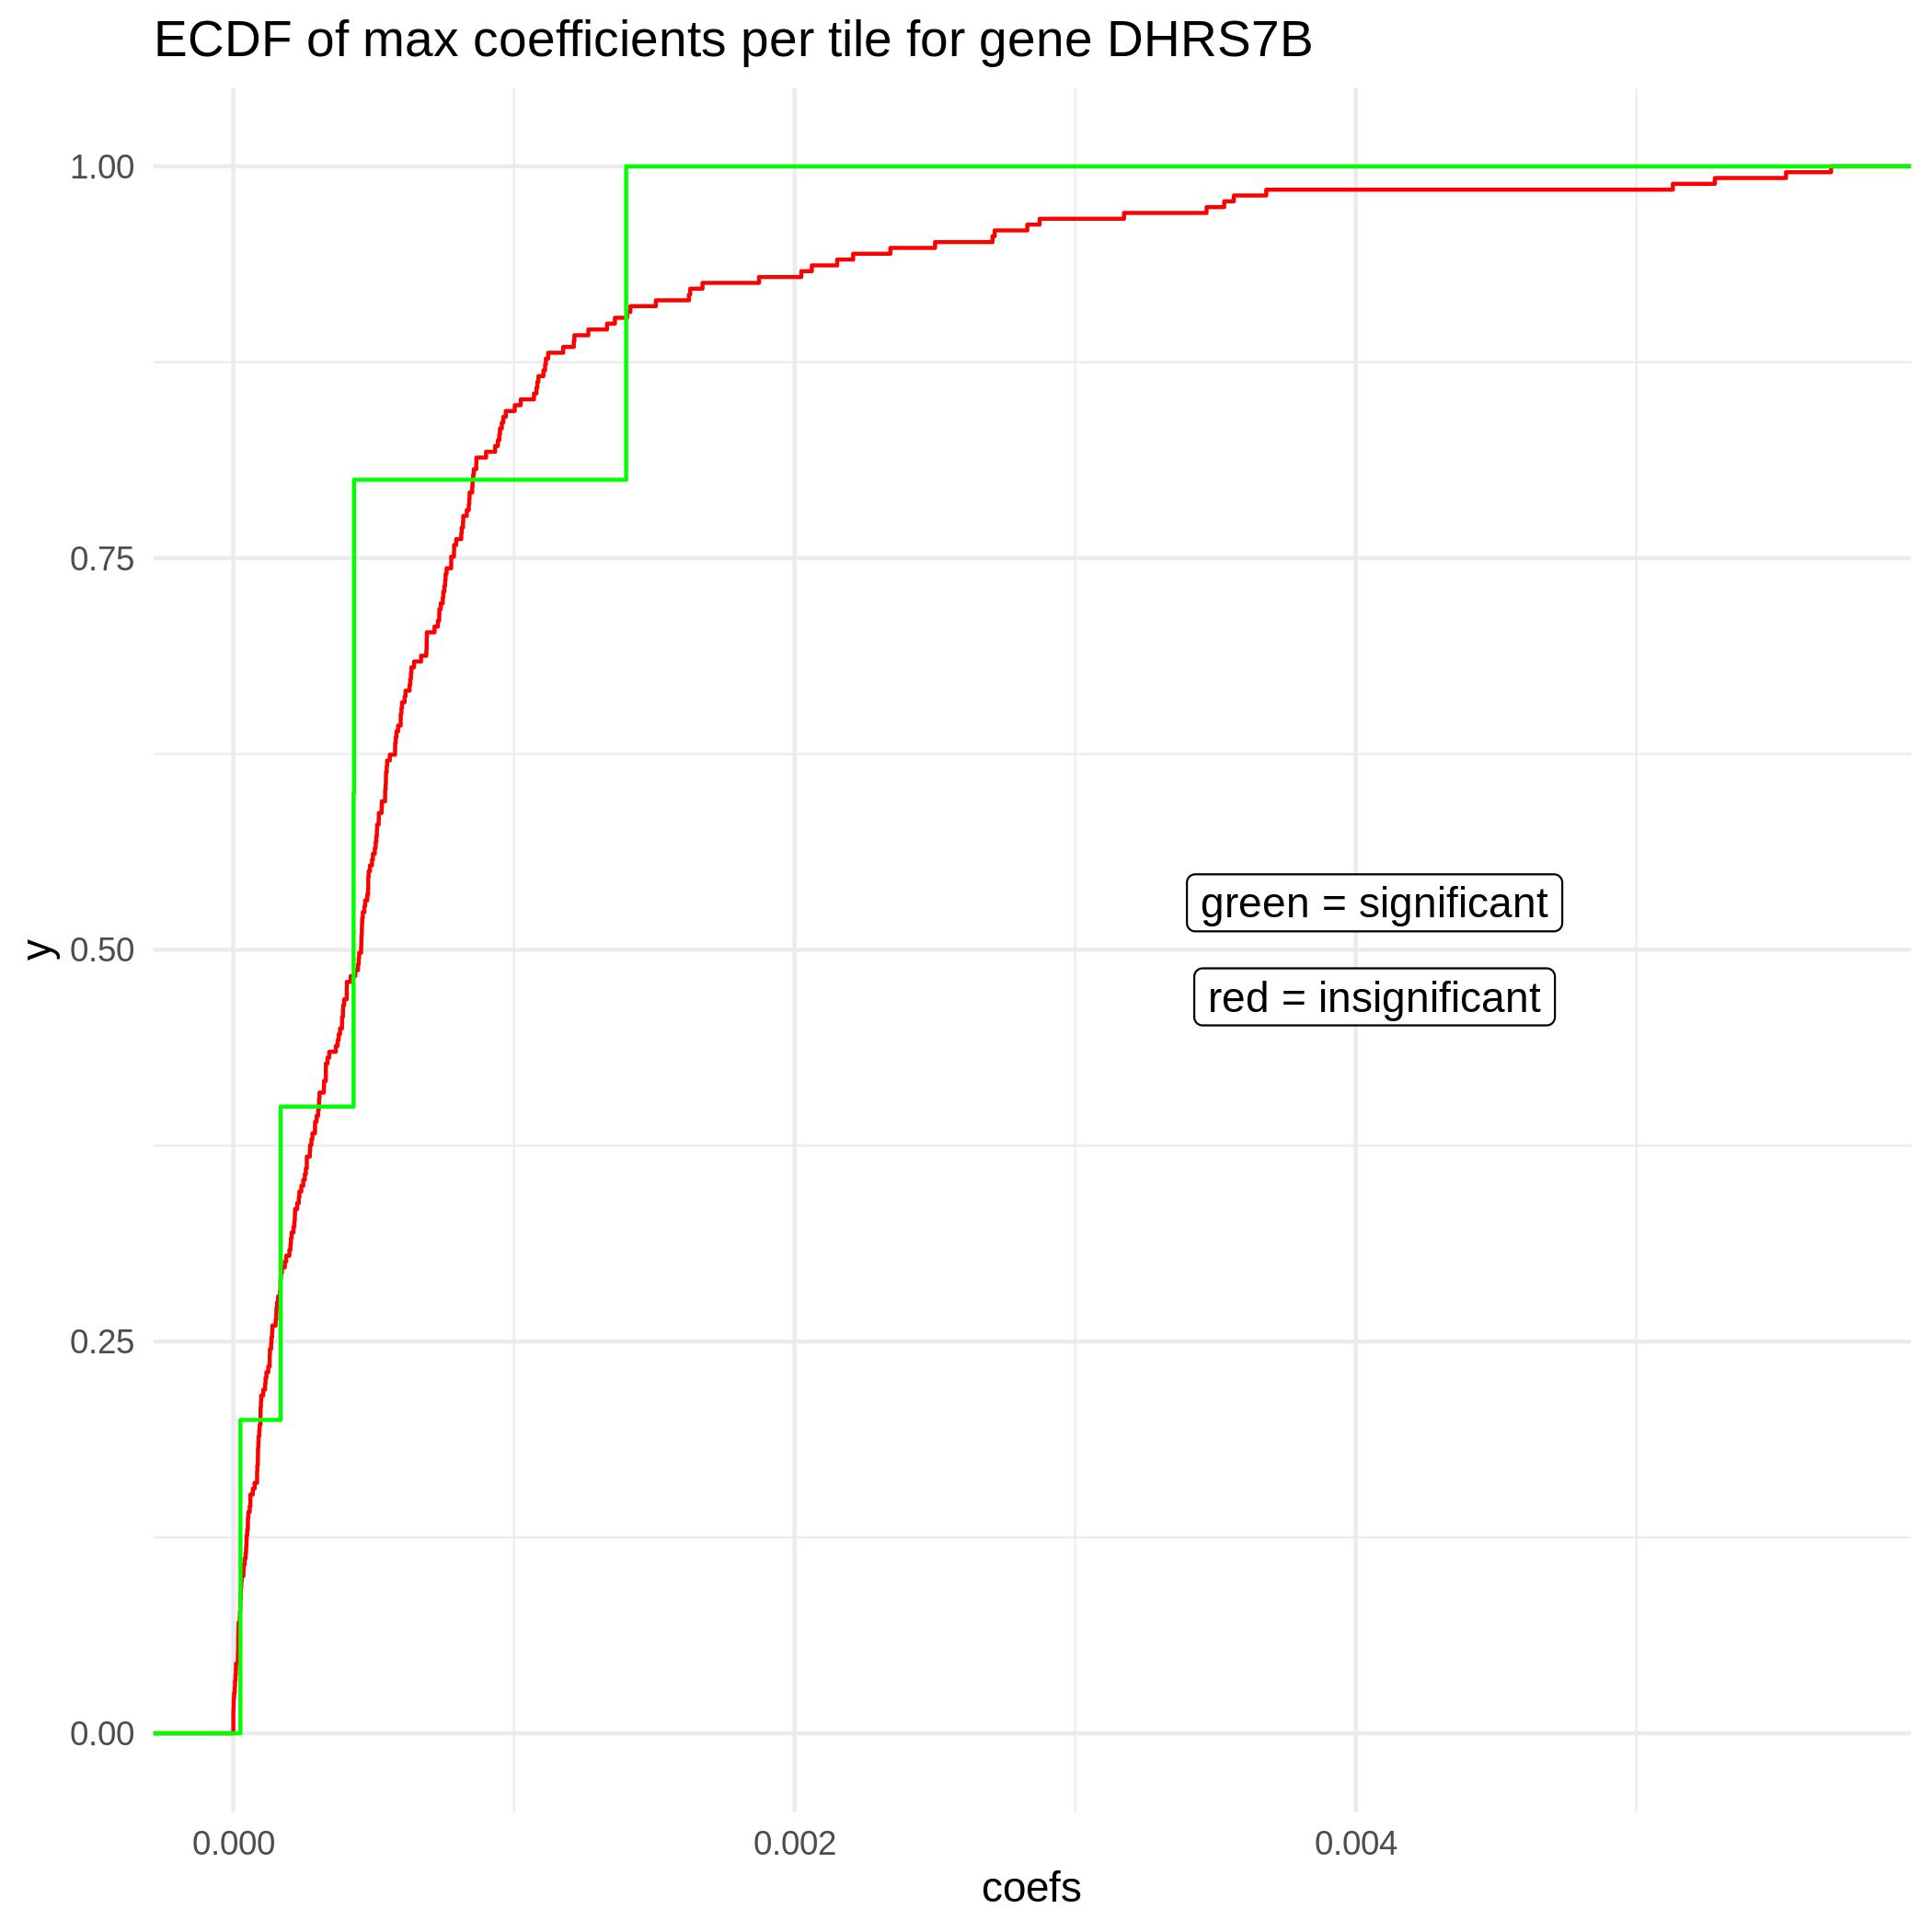 ECDF of max coefficients per tile for gene DHRS7B
1.00
0.75
0.50
0.25
0.00
y
green = significant
red = insignificant
0.000
0.002
0.004
coefs